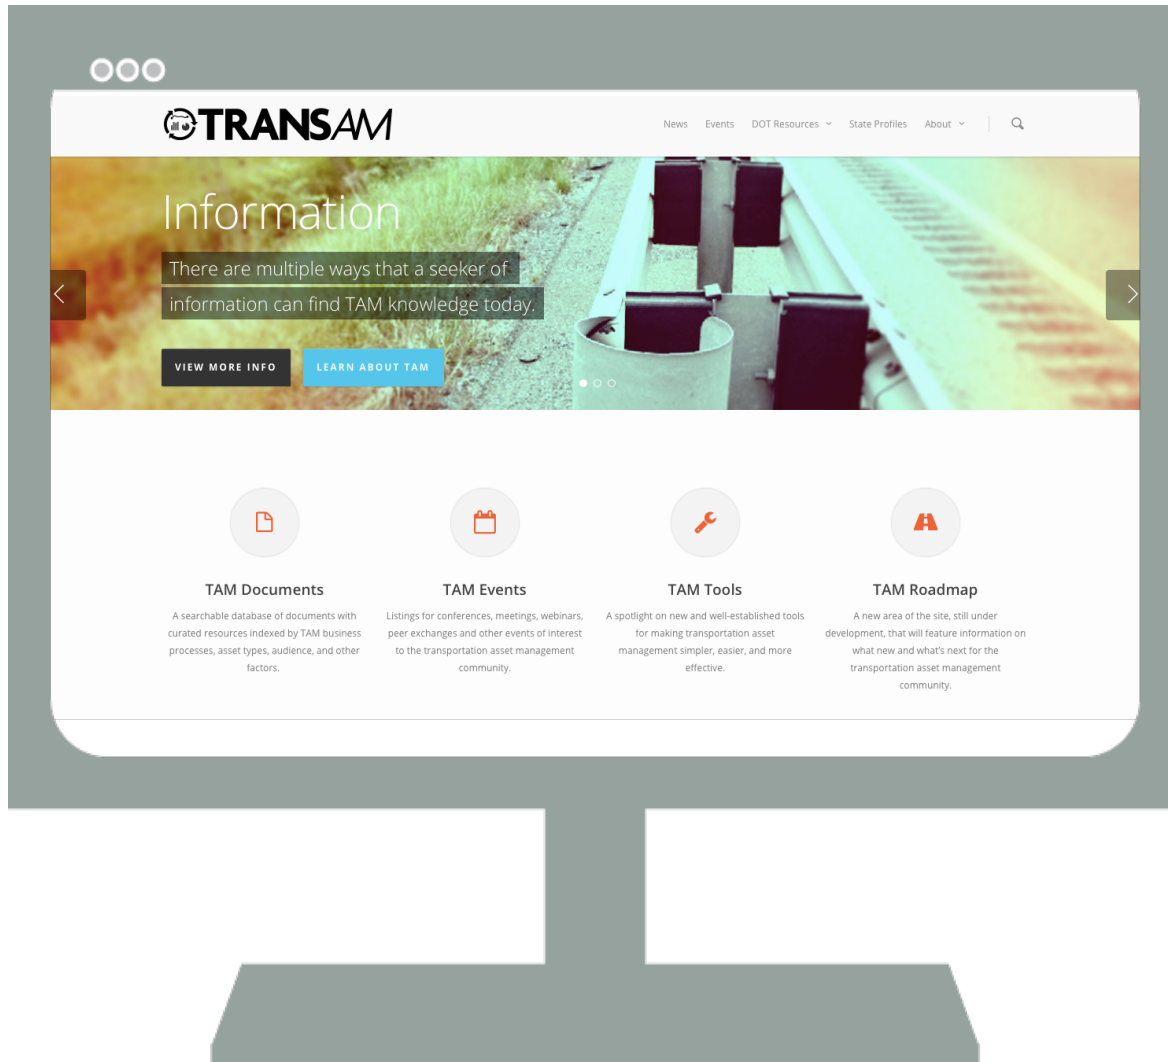 TRANSAM
News Events DOT Resources State Profiles About
Information
There are multiple ways that a seeker of
information can find TAM knowledge today.
VIEW MORE INFO LEARN ABOUT TAM
TAM Documents
A searchable database of documents with
curated resources indexed by TAM business
processes, asset types, audience, and other
factors.
TAM Events
Listings for conferences, meetings, webinars,
peer exchanges and other events of interest
to the transportation asset management
community.
TAM Tools
A spotlight on new and well-established tools
for making transportation asset
management simpler, easier, and more
effective.
TAM Roadmap
A new area of the site, still under
development, that will feature information on
what new and what's next for the
transportation asset management
community.